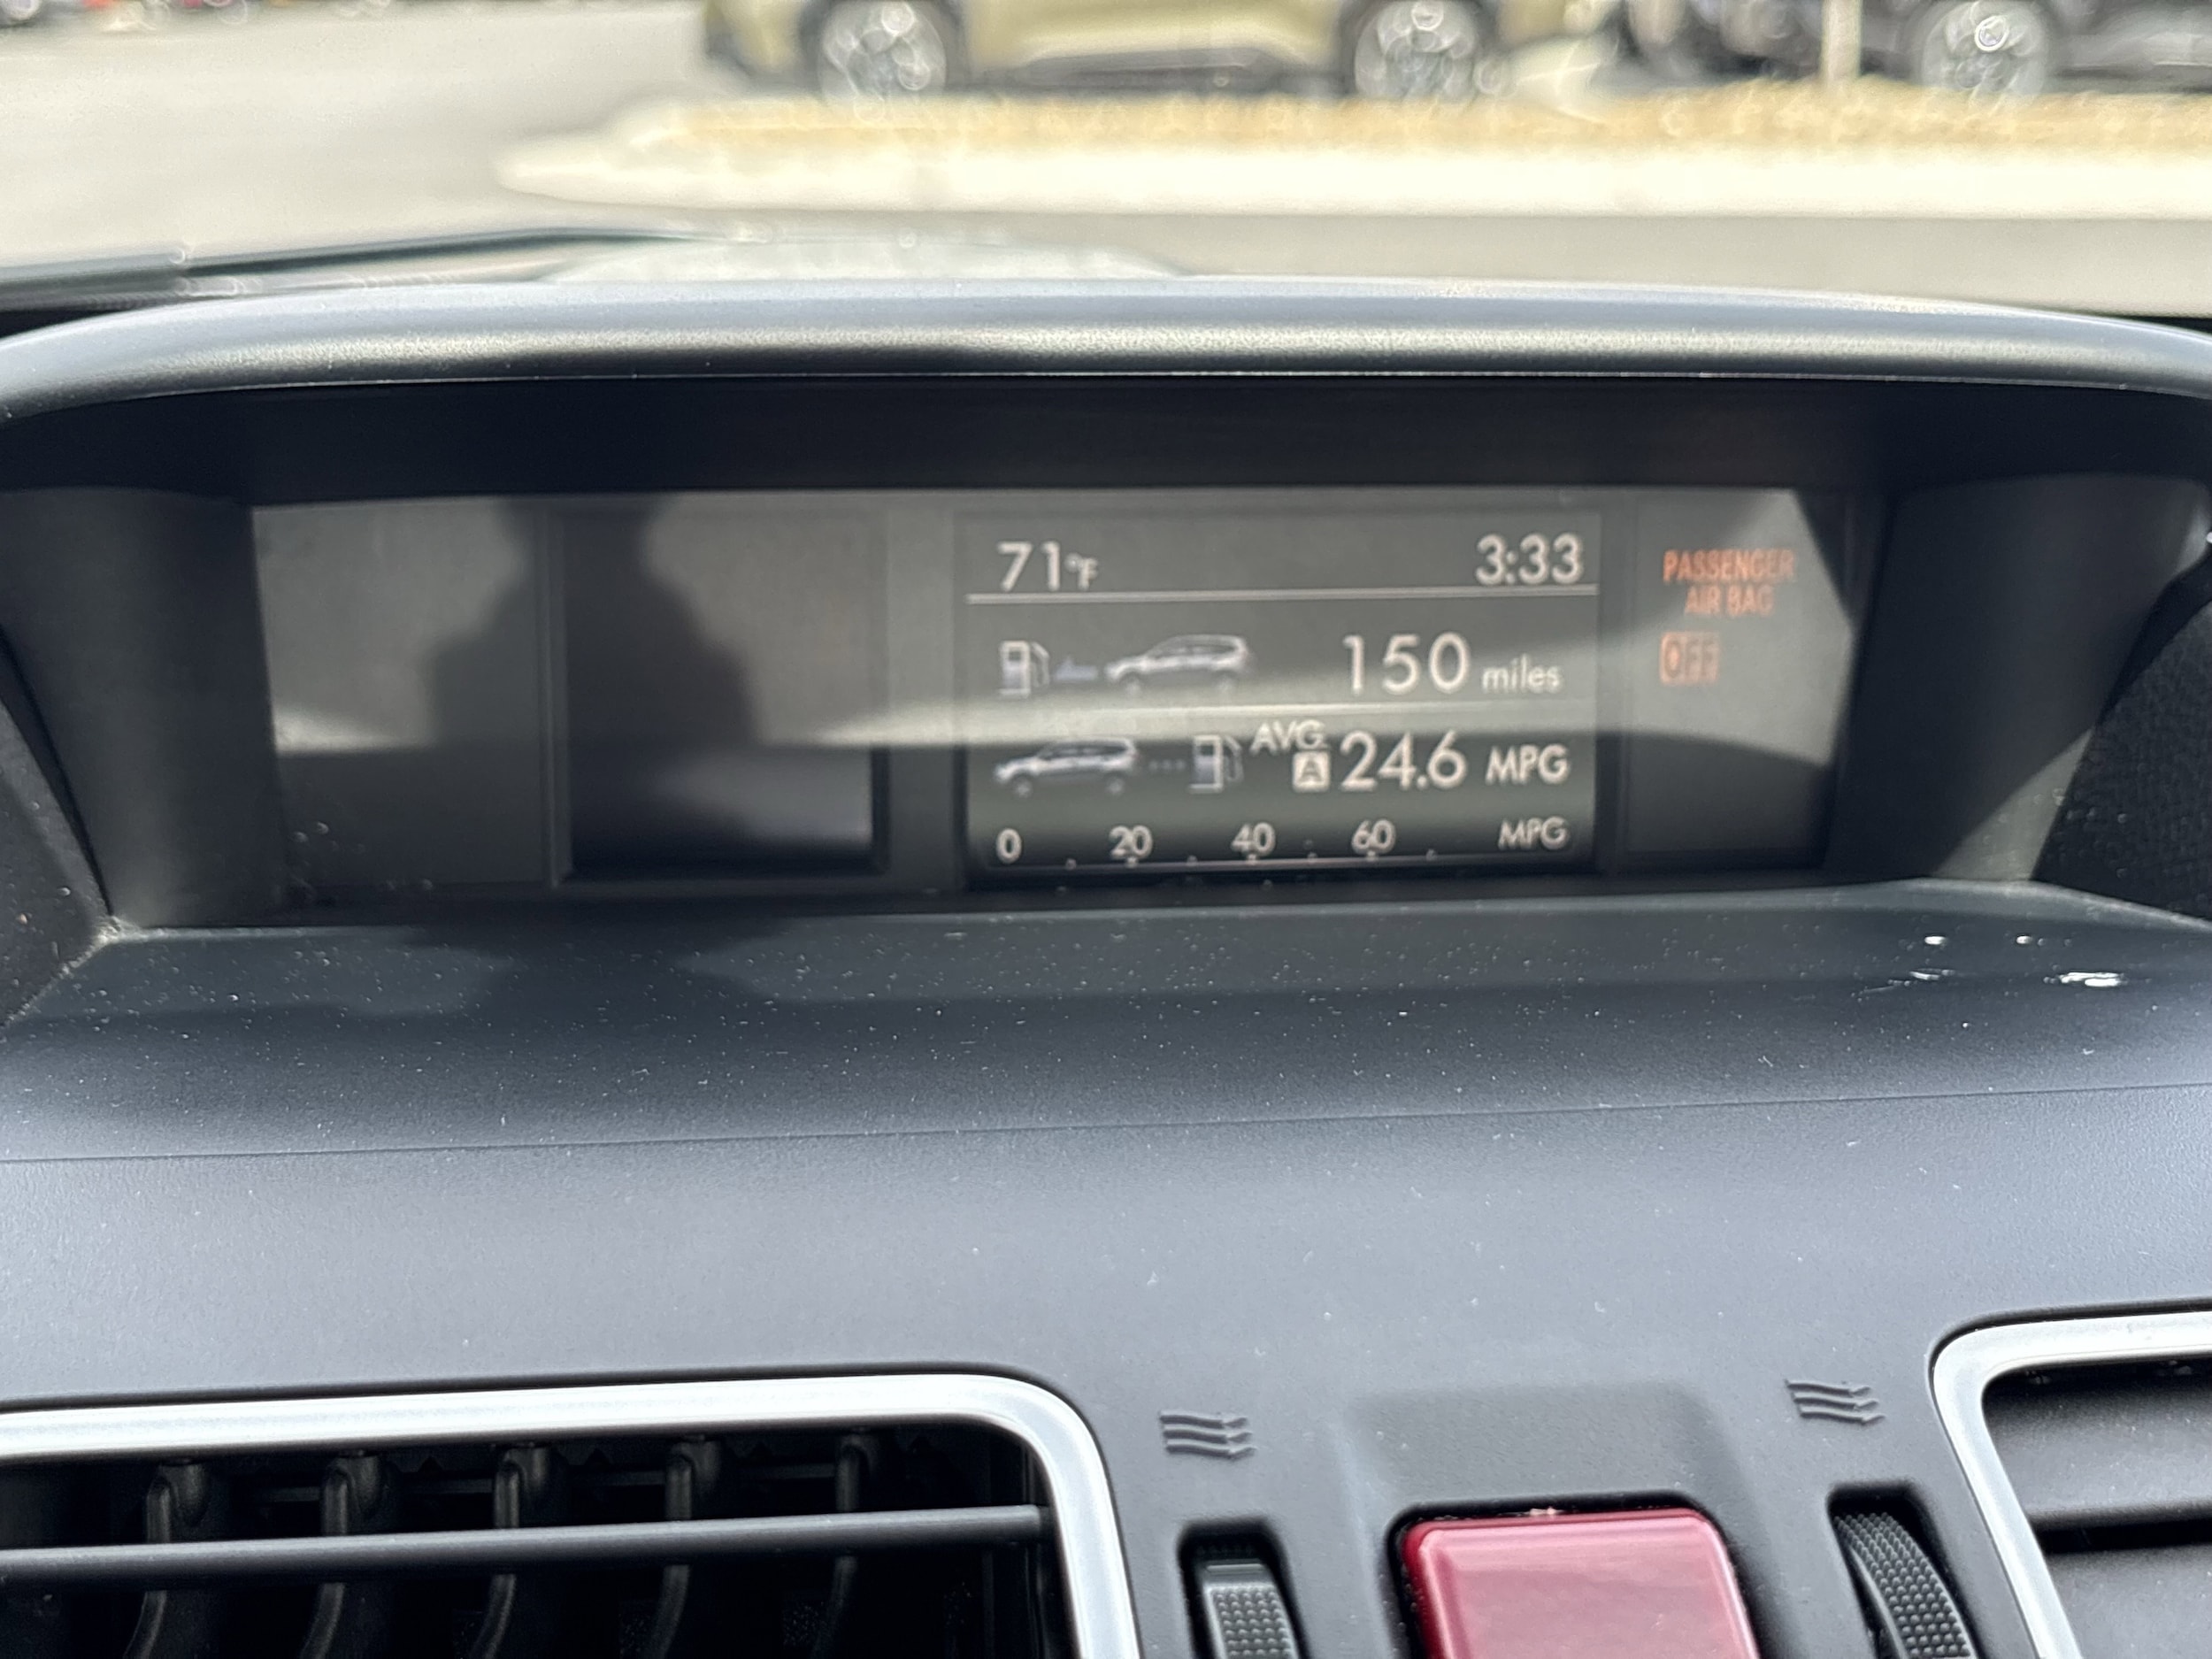 71°F 3:33
150 miles
AVG
A 24.6 MPG
0 20 40 60 MPG
PASSENGER
AIR BAG
OFF